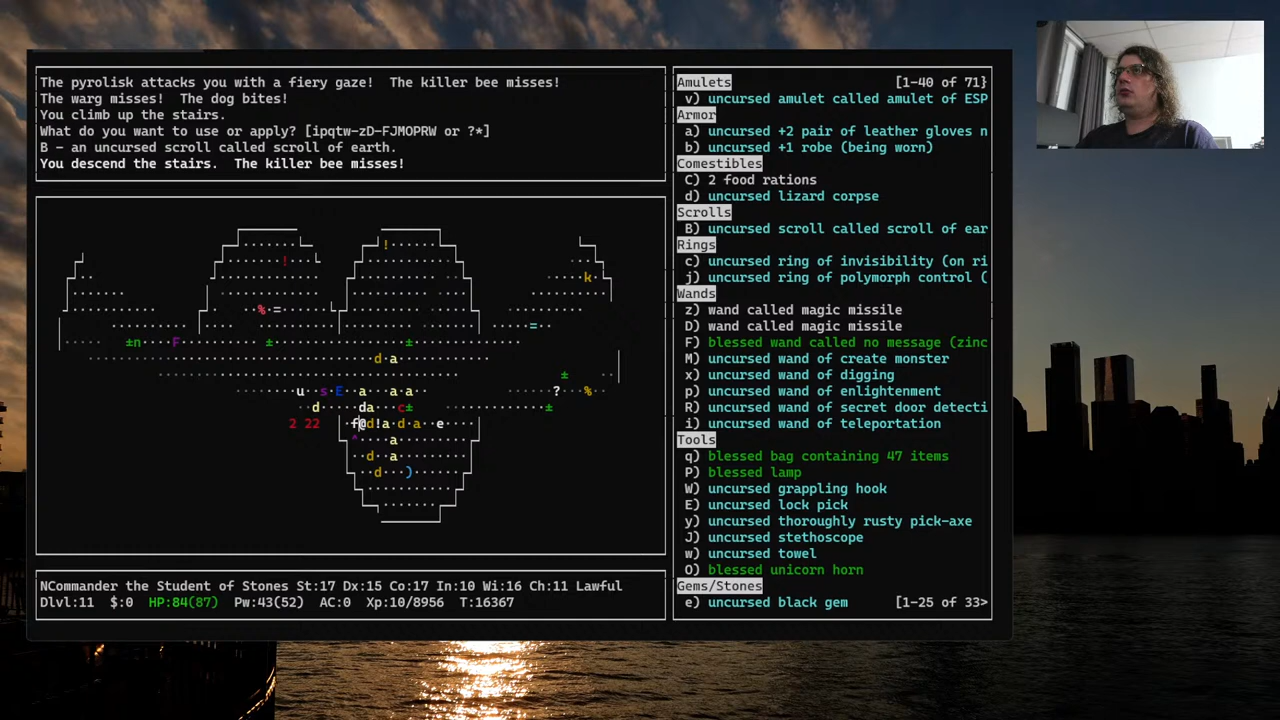 The pyrolisk attacks you with a fiery gaze!  The killer bee misses!
The warg misses!  The dog bites!
You climb up the stairs.
What do you want to use or apply? [ipqtw-zD-FJMOPRW or ?*]
B - an uncursed scroll called scroll of earth.
You descend the stairs.  The killer bee misses!
NCommander the Student of Stones St:17 Dx:15 Co:17 In:10 Wi:16 Ch:11 Lawful
Dlvl:11  $:0  HP:84(87)  Pw:43(52)  AC:0  Xp:10/8956  T:16367
Amulets [1-40 of 71}
v) uncursed amulet called amulet of ESP
Armor
a) uncursed +2 pair of leather gloves n
b) uncursed +1 robe (being worn)
Comestibles
C) 2 food rations
d) uncursed lizard corpse
Scrolls
B) uncursed scroll called scroll of ear
Rings
c) uncursed ring of invisibility (on ri
j) uncursed ring of polymorph control (
Wands
z) wand called magic missile
D) wand called magic missile
F) blessed wand called no message (zinc
M) uncursed wand of create monster
x) uncursed wand of digging
p) uncursed wand of enlightenment
R) uncursed wand of secret door detecti
i) uncursed wand of teleportation
Tools
q) blessed bag containing 47 items
P) blessed lamp
W) uncursed grappling hook
E) uncursed lock pick
y) uncursed thoroughly rusty pick-axe
J) uncursed stethoscope
w) uncursed towel
O) blessed unicorn horn
Gems/Stones
e) uncursed black gem [1-25 of 33>